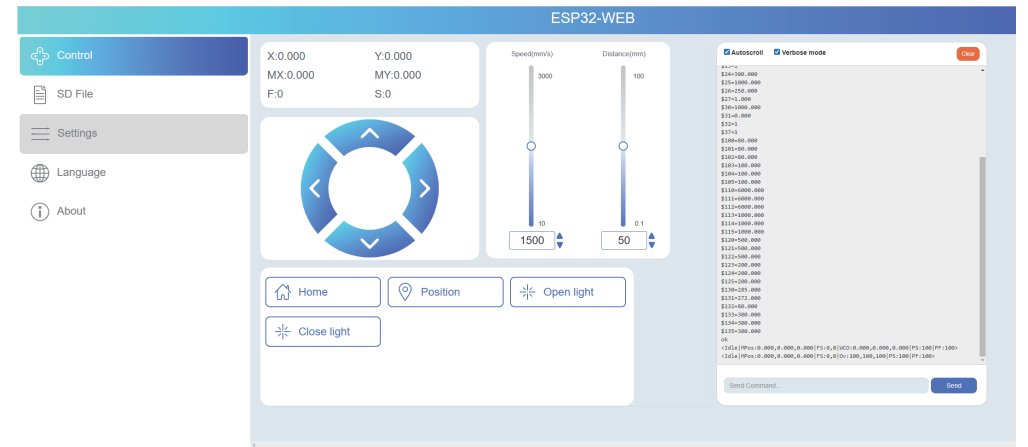 ESP32-WEB
Control
SD File
Settings
Language
About
X:0.000 Y:0.000
MX:0.000 MY:0.000
F:0 S:0
Speed(mm/s) Distance(mm)
3000 100
10 0.1
1500 50
Home Position Open light
Close light
Autoscroll Verbose mode Clear
$24=300.000
$25=1000.000
$26=250.000
$27=1.000
$30=1000.000
$31=0.000
$32=1
$37=1
$100=80.000
$101=80.000
$102=80.000
$103=100.000
$104=100.000
$105=100.000
$110=6000.000
$111=6000.000
$112=6000.000
$113=1000.000
$114=1000.000
$115=1000.000
$120=500.000
$121=500.000
$122=500.000
$123=200.000
$124=200.000
$125=200.000
$130=285.000
$131=272.000
$132=80.000
$133=300.000
$134=300.000
$135=300.000
ok
<Idle|MPos:0.000,0.000,0.000|FS:0,0|WCO:0.000,0.000,0.000|PS:100|PF:100>
<Idle|MPos:0.000,0.000,0.000|FS:0,0|Ov:100,100,100|PS:100|PF:100>
Send Command... Send